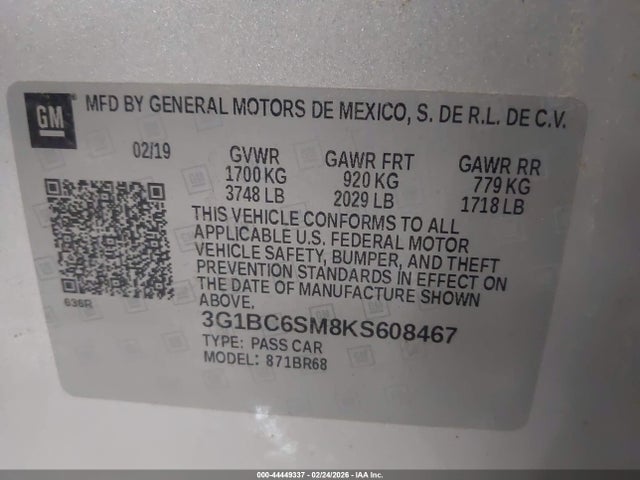 GM
MFD BY GENERAL MOTORS DE MEXICO, S. DE R.L. DE C.V.
02/19
GVWR
1700 KG
3748 LB
GAWR FRT
920 KG
2029 LB
GAWR RR
779 KG
1718 LB
THIS VEHICLE CONFORMS TO ALL
APPLICABLE U.S. FEDERAL MOTOR
VEHICLE SAFETY, BUMPER, AND THEFT
PREVENTION STANDARDS IN EFFECT ON
THE DATE OF MANUFACTURE SHOWN
ABOVE.
636R
3G1BC6SM8KS608467
TYPE: PASS CAR
MODEL: 871BR68
000-44449337 - 02/24/2026 - IAA Inc.